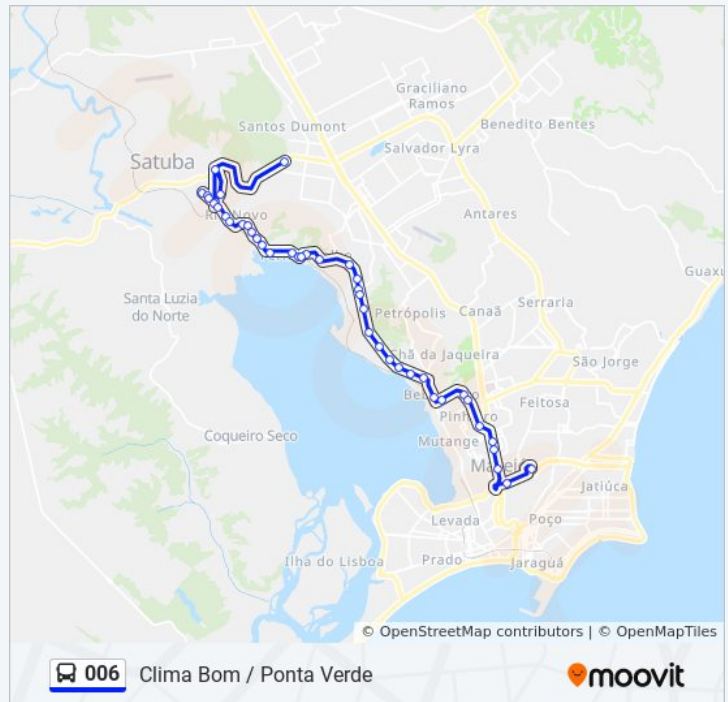 Graciliano
Ramos
Benedito Bentes
Santos Dumont
Salvador Lyra
Satuba
Antares
Rio Novo
Guaxu
Santa Luzia
do Norte
Serraria
Petrópolis
Canaã
Chã da Jaqueira
São Jorge
Feitosa
Coqueiro Seco
Mutange
Jatiúca
Levada
Poço
Ilha do Lisboa
Prado
Jaraguá
© OpenStreetMap contributors | © OpenMapTiles
006 Clima Bom / Ponta Verde
moovit